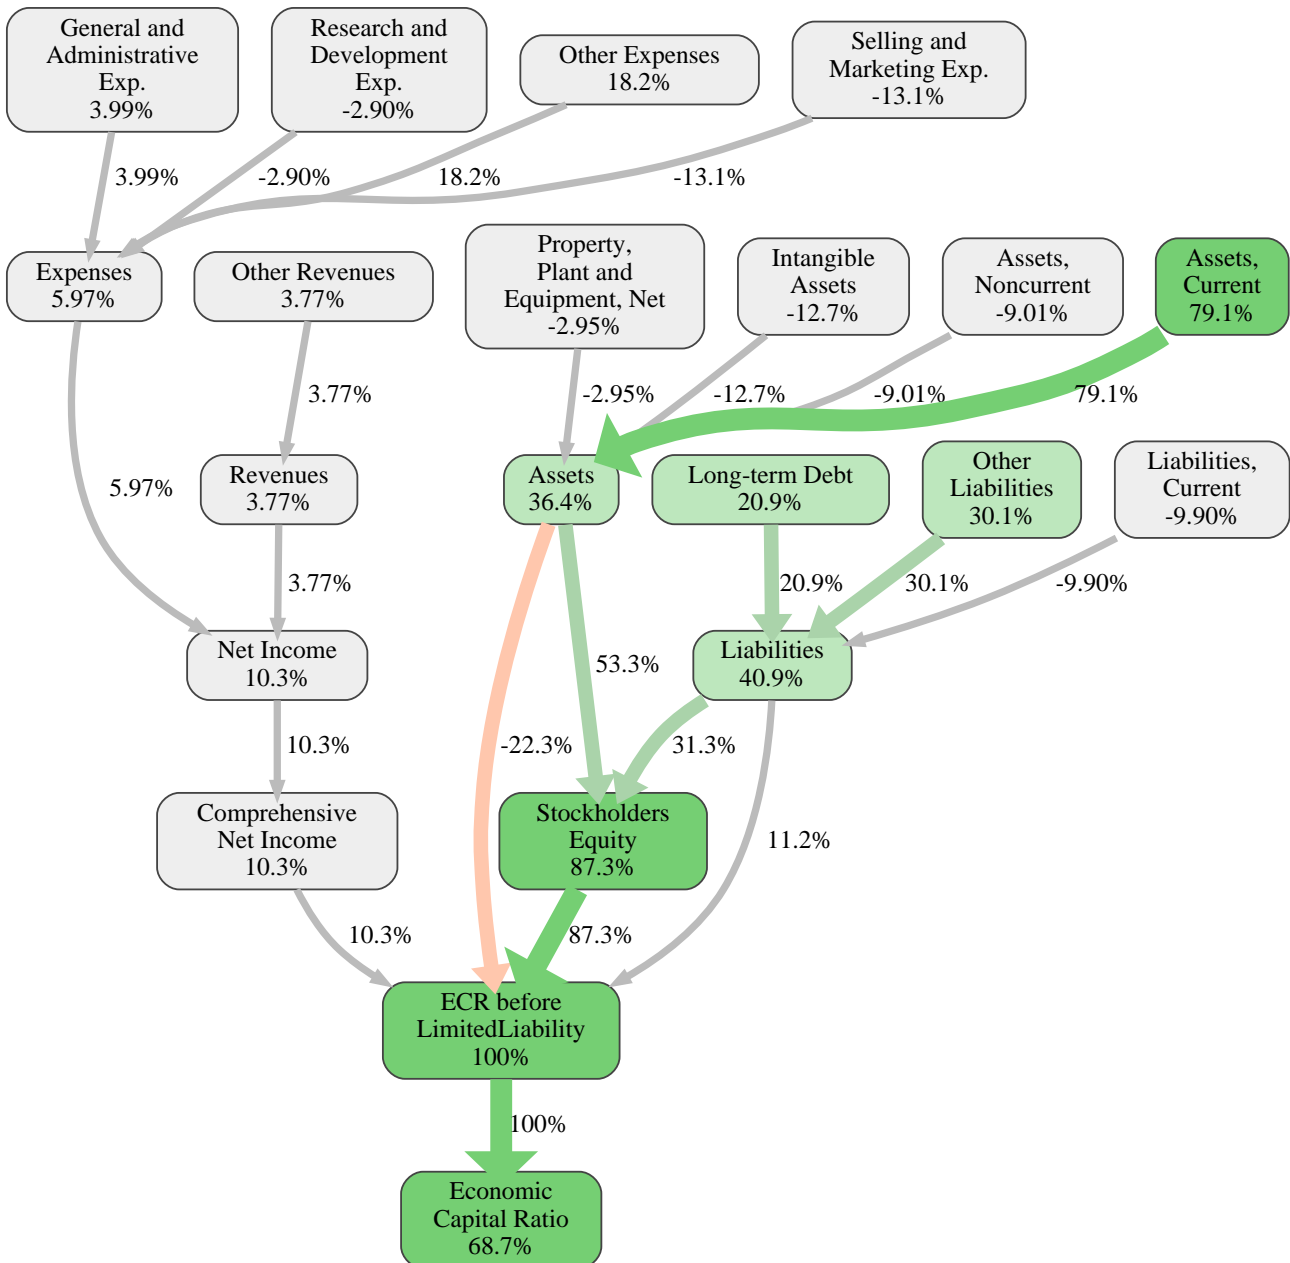 General and
Administrative
Exp.
3.99%
Research and
Development
Exp.
-2.90%
Other Expenses
18.2%
Selling and
Marketing Exp.
-13.1%
3.99%
-2.90%
18.2%
-13.1%
Expenses
5.97%
Other Revenues
3.77%
Property,
Plant and
Equipment, Net
-2.95%
Intangible
Assets
-12.7%
Assets,
Noncurrent
-9.01%
Assets,
Current
79.1%
3.77%
-2.95%
-12.7%
-9.01%
79.1%
5.97%
Revenues
3.77%
Assets
36.4%
Long-term Debt
20.9%
Other
Liabilities
30.1%
Liabilities,
Current
-9.90%
3.77%
20.9%
30.1%
-9.90%
Net Income
10.3%
53.3%
Liabilities
40.9%
10.3%
-22.3%
31.3%
Comprehensive
Net Income
10.3%
Stockholders
Equity
87.3%
11.2%
10.3%
87.3%
ECR before
LimitedLiability
100%
100%
Economic
Capital Ratio
68.7%